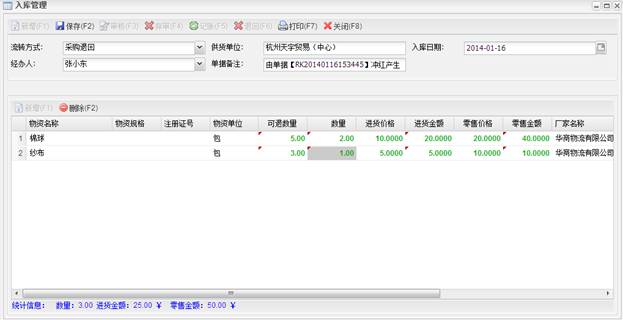 入库管理
新增(F1) 保存(F2) 审核(F3) 弃审(F4) 记账(F5) 退回(F6) 打印(F7) 关闭(F8)
流转方式: 采购退回 供货单位: 杭州天宇贸易（中心） 入库日期: 2014-01-16
经办人: 张小东 单据备注: 由单据【RK20140116153445】冲红产生
新增(F1) 删除(F2)
物资名称 物资规格 注册证号 物资单位 可退数量 数量 进货价格 进货金额 零售价格 零售金额 厂家名称
1 棉球 包 5.00 2.00 10.0000 20.0000 20.0000 40.0000 华商物流有限公司
2 纱布 包 3.00 1.00 5.0000 5.0000 10.0000 10.0000 华商物流有限公司
统计信息: 数量: 3.00 进货金额: 25.00 ￥ 零售金额: 50.00 ￥